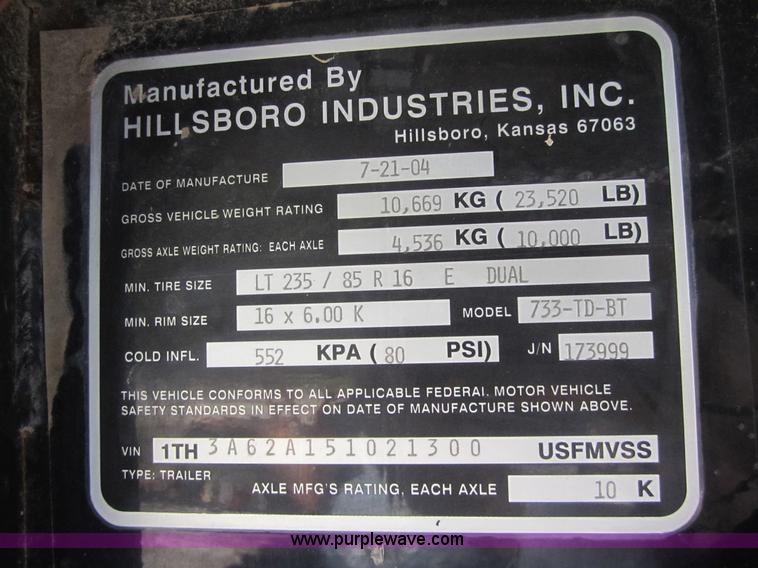 Manufactured By
HILLSBORO INDUSTRIES, INC.
Hillsboro, Kansas 67063
DATE OF MANUFACTURE 7-21-04
GROSS VEHICLE WEIGHT RATING 10,669 KG ( 23,520 LB)
GROSS AXLE WEIGHT RATING: EACH AXLE 4,536 KG ( 10,000 LB)
MIN. TIRE SIZE LT 235 / 85 R 16 E DUAL
MIN. RIM SIZE 16 x 6.00 K MODEL 733-TD-BT
COLD INFL. 552 KPA ( 80 PSI) J/N 173999
THIS VEHICLE CONFORMS TO ALL APPLICABLE FEDERAL MOTOR VEHICLE
SAFETY STANDARDS IN EFFECT ON DATE OF MANUFACTURE SHOWN ABOVE.
VIN 1TH 3A62A151021300 USFMVSS
TYPE: TRAILER
AXLE MFG'S RATING, EACH AXLE 10 K
www.purplewave.com